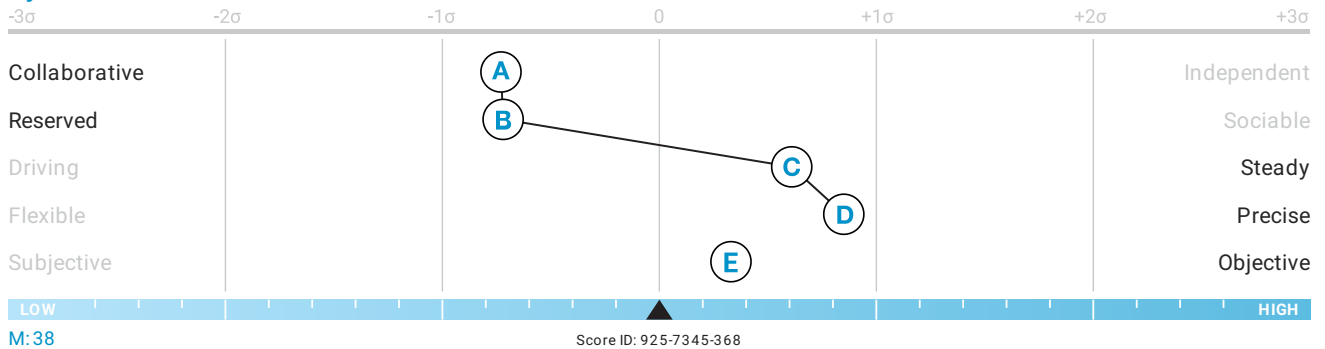 -3σ -2σ -1σ 0 +1σ +2σ +3σ
Collaborative A Independent
Reserved B Sociable
Driving C Steady
Flexible D Precise
Subjective E Objective
LOW HIGH
M: 38 Score ID: 925-7345-368